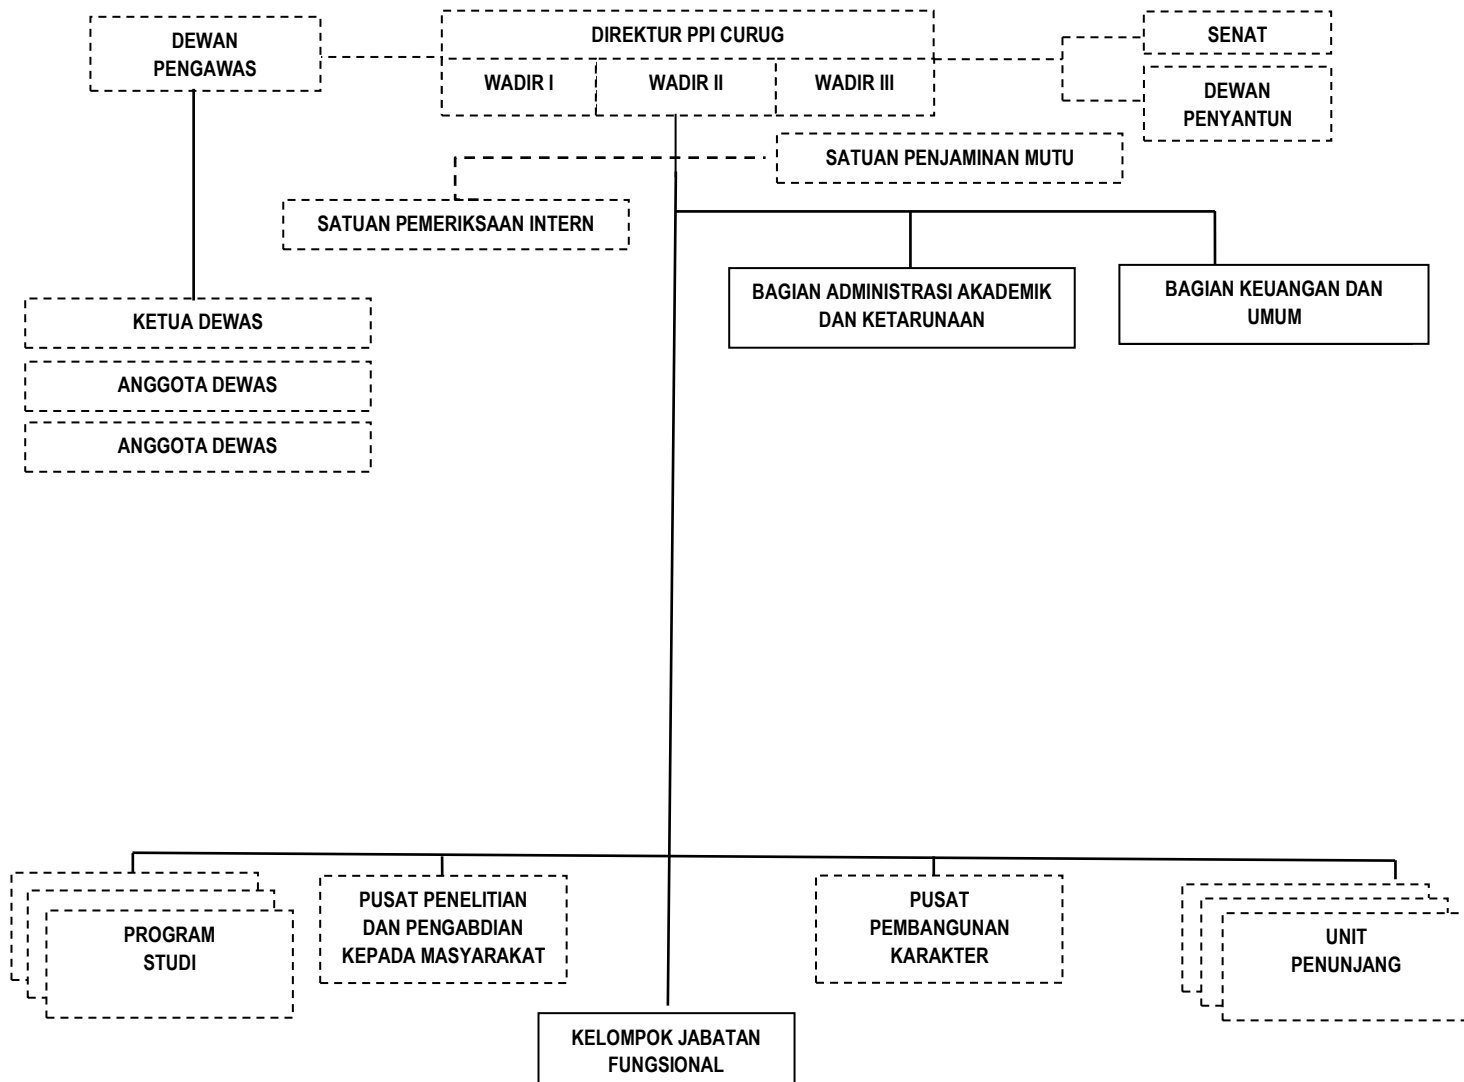 DEWAN
PENGAWAS
DIREKTUR PPI CURUG
WADIR I
WADIR II
WADIR III
SENAT
DEWAN
PENYANTUN
SATUAN PENJAMINAN MUTU
SATUAN PEMERIKSAAN INTERN
BAGIAN ADMINISTRASI AKADEMIK
DAN KETARUNAAN
BAGIAN KEUANGAN DAN
UMUM
KETUA DEWAS
ANGGOTA DEWAS
ANGGOTA DEWAS
PROGRAM
STUDI
PUSAT PENELITIAN
DAN PENGABDIAN
KEPADA MASYARAKAT
PUSAT
PEMBANGUNAN
KARAKTER
UNIT
PENUNJANG
KELOMPOK JABATAN
FUNGSIONAL